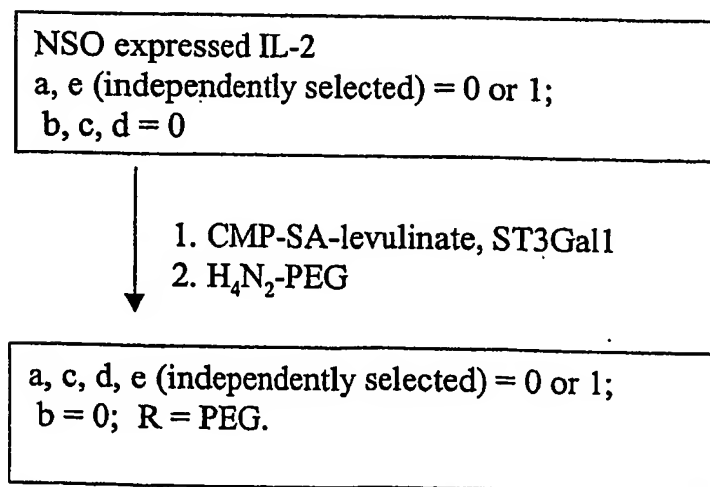 NSO expressed IL-2
a, e (independently selected) = 0 or 1;
b, c, d = 0
1. CMP-SA-levulinate, ST3Gal1
2. H₄N₂-PEG
a, c, d, e (independently selected) = 0 or 1;
b = 0; R = PEG.